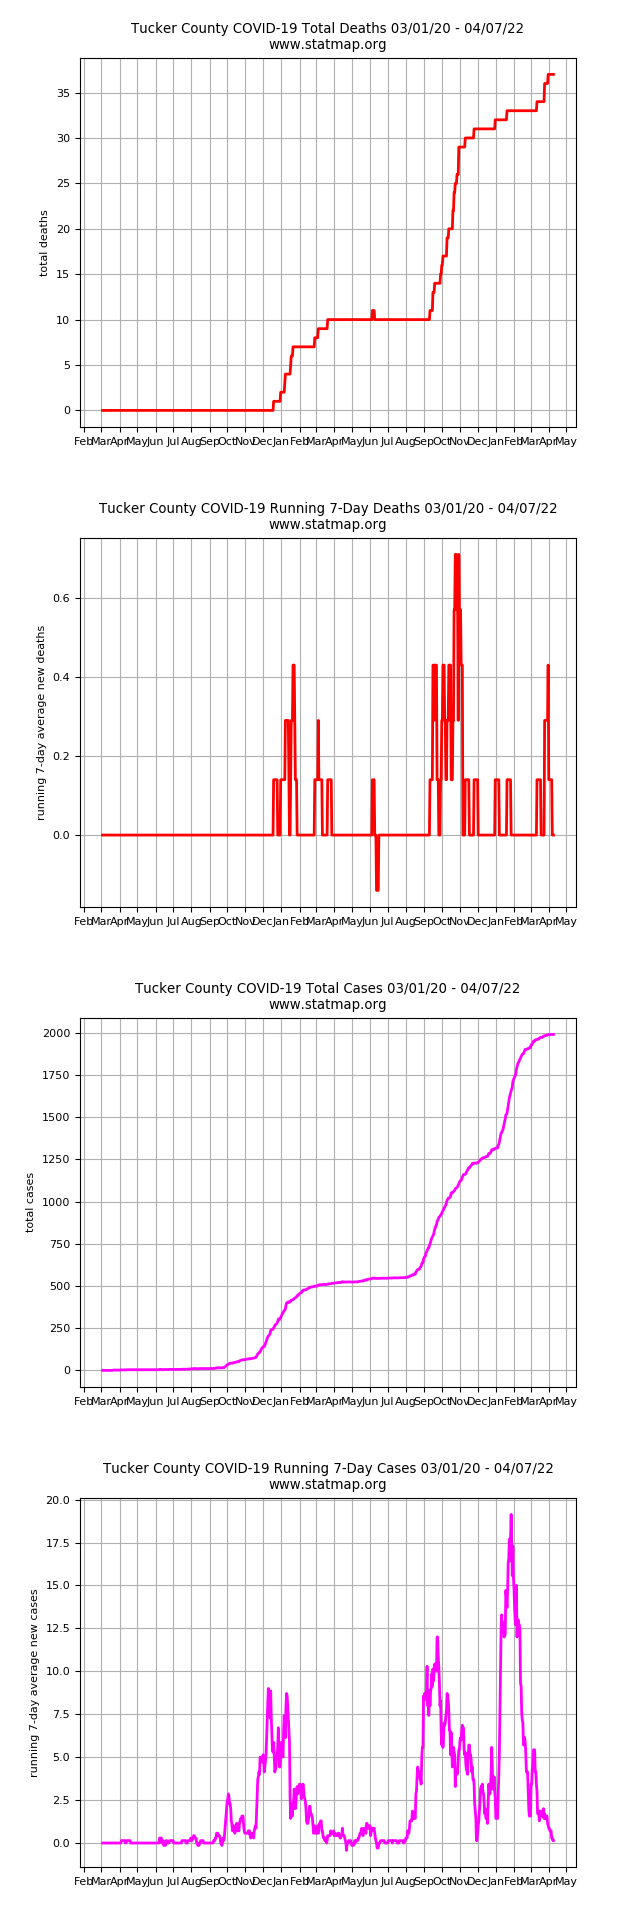 Tucker County COVID-19 Total Deaths 03/01/20 - 04/07/22
www.statmap.org
35
30
25
20
15
10
5
0
total deaths
Feb Mar Apr May Jun Jul Aug Sep Oct Nov Dec Jan Feb Mar Apr May Jun Jul Aug Sep Oct Nov Dec Jan Feb Mar Apr May
Tucker County COVID-19 Running 7-Day Deaths 03/01/20 - 04/07/22
www.statmap.org
0.6
0.4
0.2
0.0
running 7-day average new deaths
Feb Mar Apr May Jun Jul Aug Sep Oct Nov Dec Jan Feb Mar Apr May Jun Jul Aug Sep Oct Nov Dec Jan Feb Mar Apr May
Tucker County COVID-19 Total Cases 03/01/20 - 04/07/22
www.statmap.org
2000
1750
1500
1250
1000
750
500
250
0
total cases
Feb Mar Apr May Jun Jul Aug Sep Oct Nov Dec Jan Feb Mar Apr May Jun Jul Aug Sep Oct Nov Dec Jan Feb Mar Apr May
Tucker County COVID-19 Running 7-Day Cases 03/01/20 - 04/07/22
www.statmap.org
20.0
17.5
15.0
12.5
10.0
7.5
5.0
2.5
0.0
running 7-day average new cases
Feb Mar Apr May Jun Jul Aug Sep Oct Nov Dec Jan Feb Mar Apr May Jun Jul Aug Sep Oct Nov Dec Jan Feb Mar Apr May